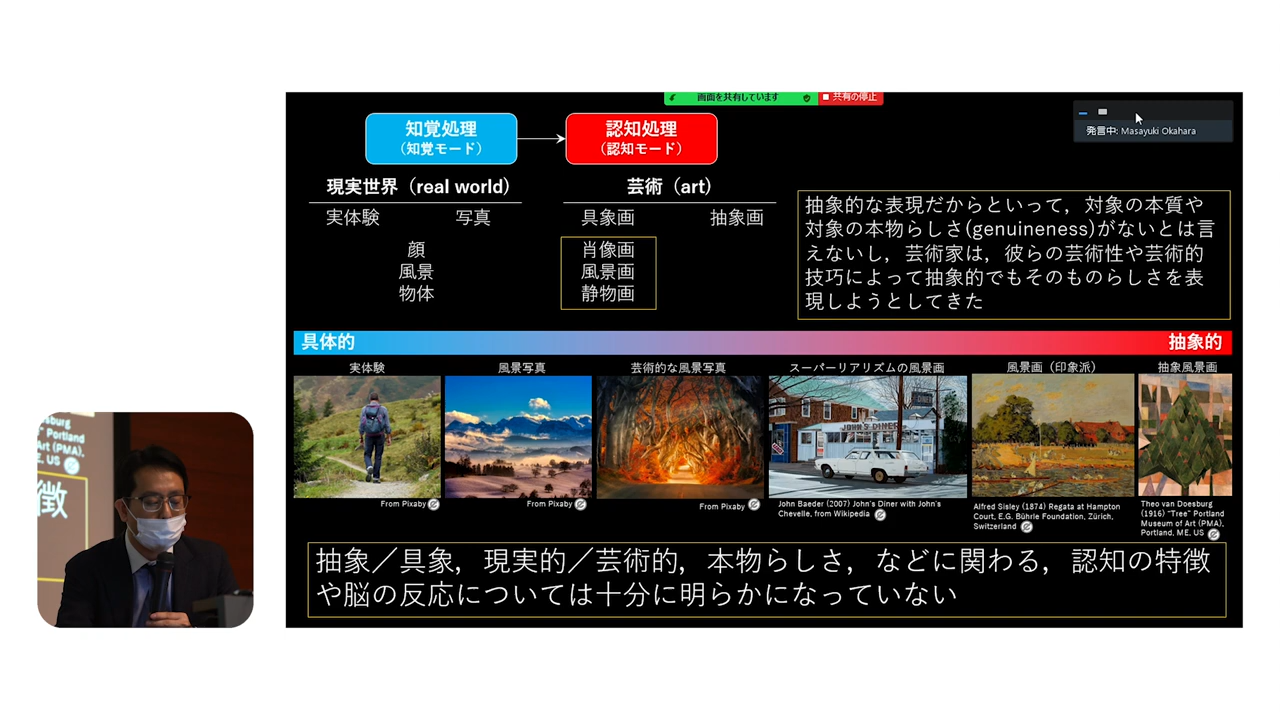 画面を共有しています
共有の停止
発言中: Masayuki Okahara
知覚処理
(知覚モード)
認知処理
(認知モード)
現実世界（real world）
芸術（art）
実体験 写真
具象画 抽象画
顔
風景
物体
肖像画
風景画
静物画
抽象的な表現だからといって，対象の本質や
対象の本物らしさ(genuineness)がないとは言
えないし，芸術家は，彼らの芸術性や芸術的
技巧によって抽象的でもそのものらしさを表
現しようとしてきた
具体的
抽象的
実体験
風景写真
芸術的な風景写真
スーパーリアリズムの風景画
風景画（印象派）
抽象風景画
JOHN'S DINER
DINER
From Pixaby
From Pixaby
From Pixaby
John Baeder (2007) John's Diner with John's
Chevelle, from Wikipedia
Alfred Sisley (1874) Regata at Hampton
Court, E.G. Bührle Foundation, Zürich,
Switzerland
Theo van Doesburg
(1916) “Tree” Portland
Museum of Art (PMA),
Portland, ME, US
抽象／具象，現実的／芸術的，本物らしさ，などに関わる，認知の特徴
や脳の反応については十分に明らかになっていない
esburg
Portland
Art (PMA),
E, US
徴